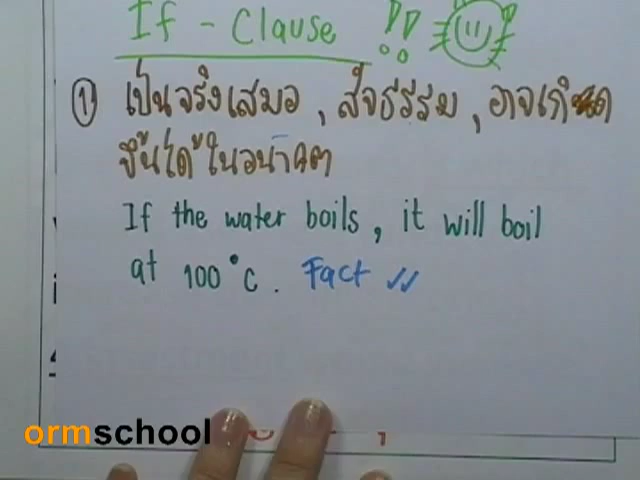 If - Clause !!
① เป็นจริงเสมอ, สัจธรรม, อาจเกิด
ขึ้นได้ในอนาคต
If the water boils, it will boil
at 100°c. Fact ✓✓
ormschool